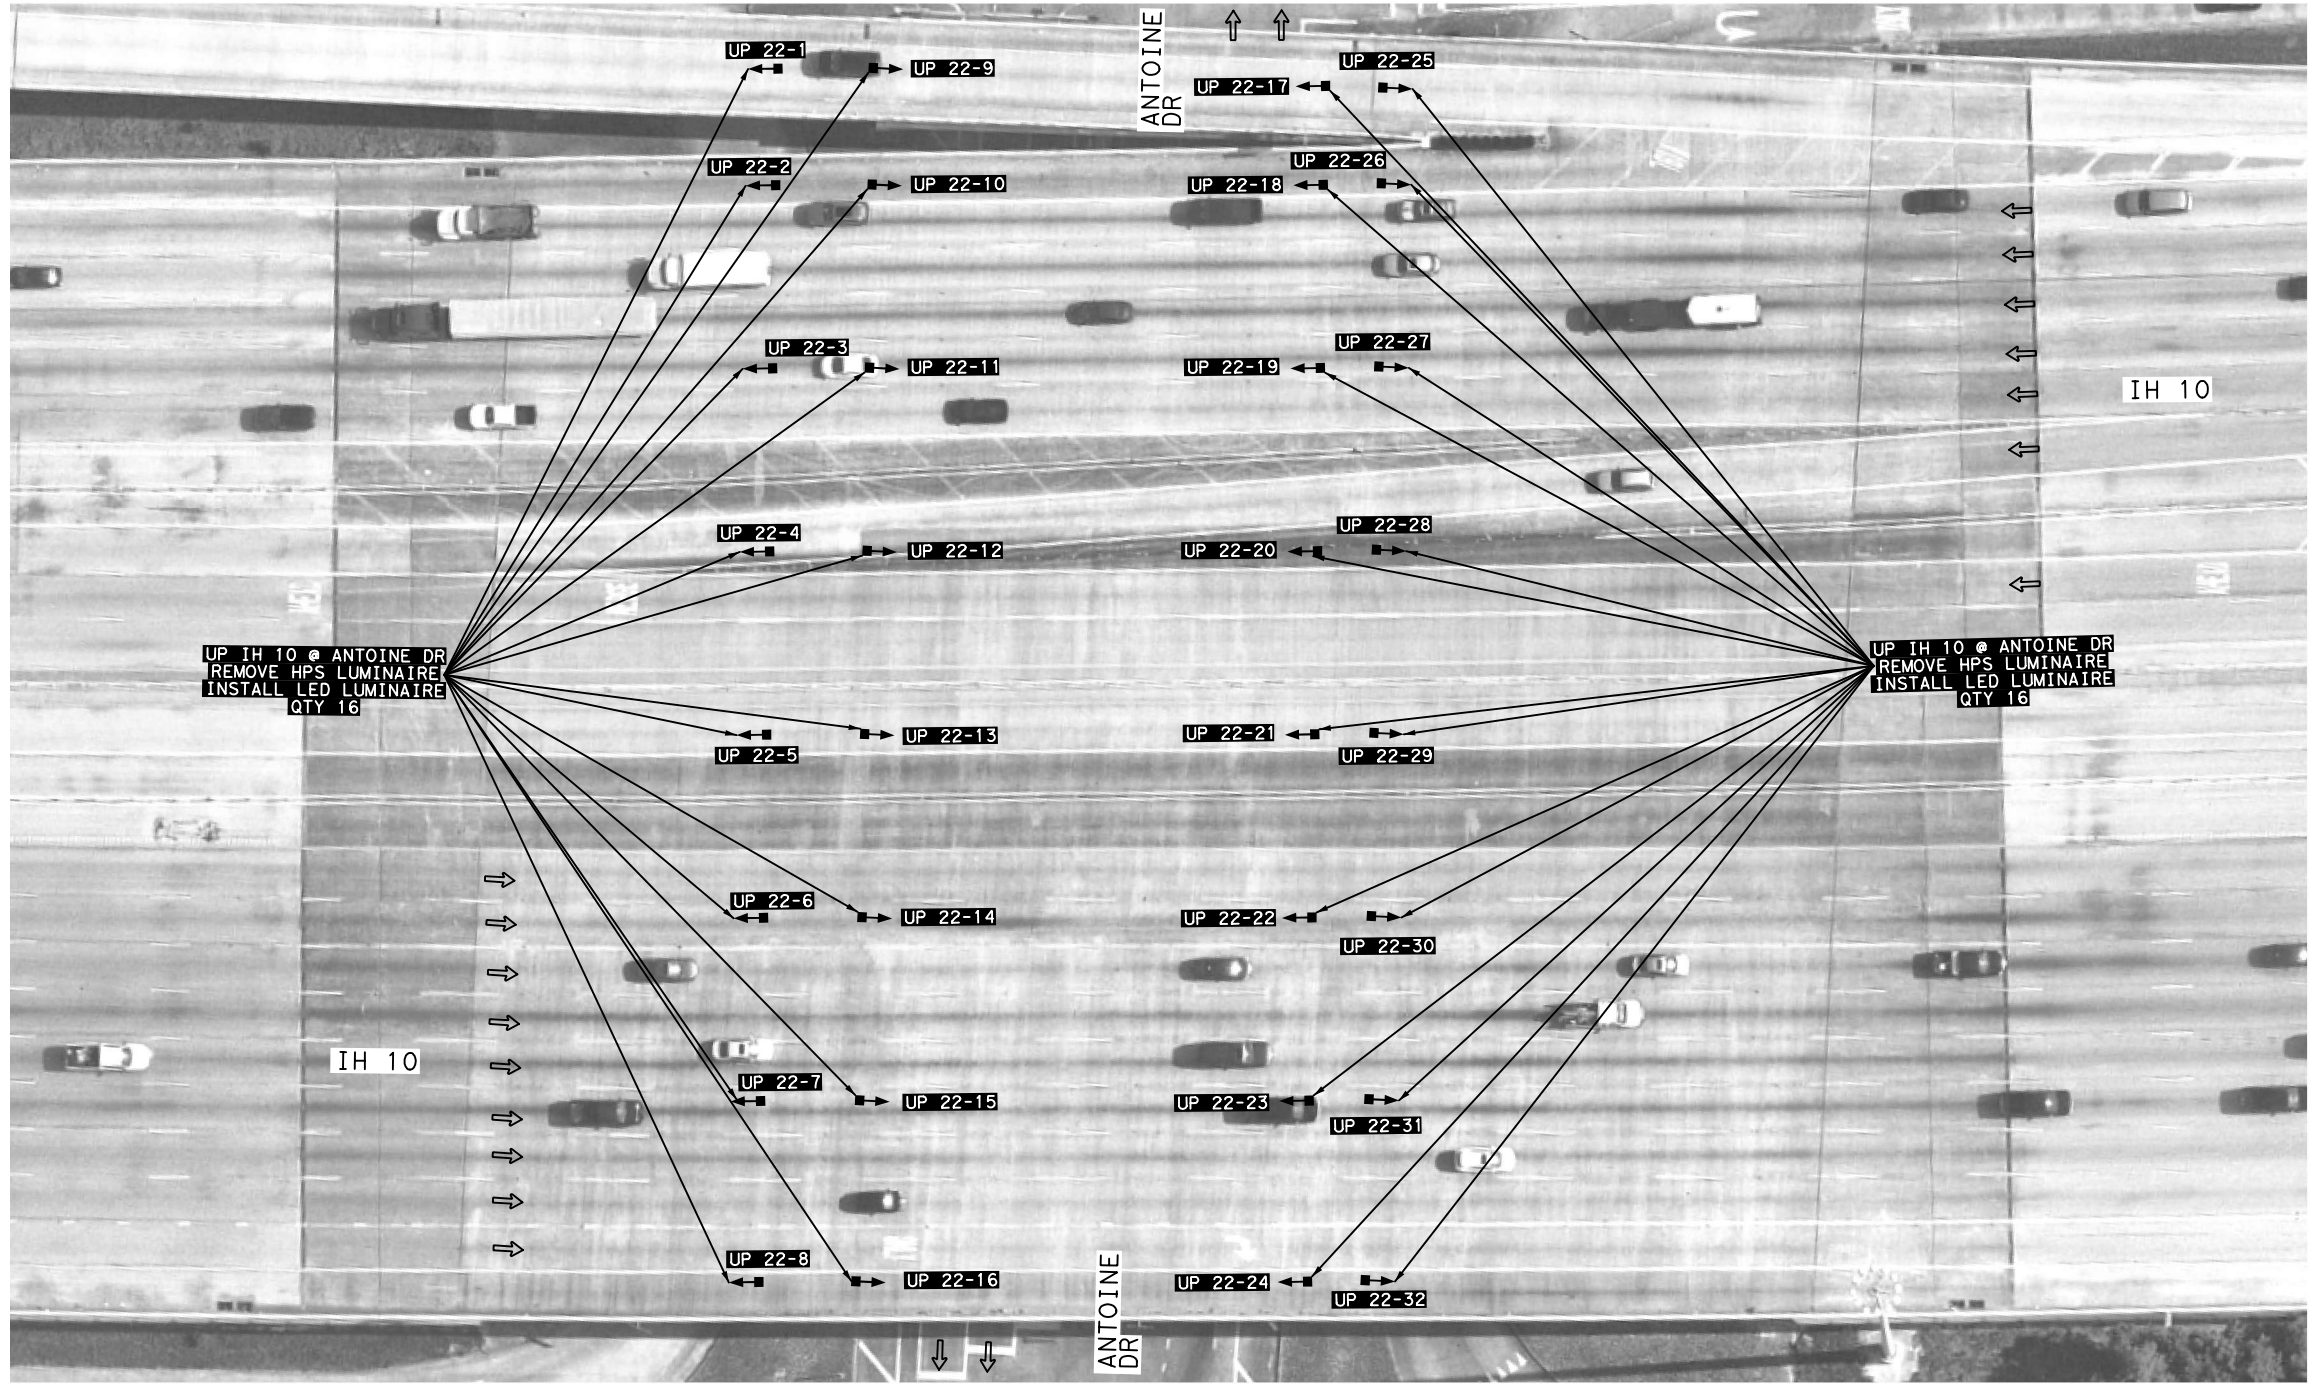 ANTOINE
DR
UP 22-1
UP 22-9
UP 22-17
UP 22-25
UP 22-2
UP 22-10
UP 22-18
UP 22-26
UP 22-3
UP 22-11
UP 22-19
UP 22-27
IH 10
UP 22-4
UP 22-12
UP 22-20
UP 22-28
UP IH 10 @ ANTOINE DR
REMOVE HPS LUMINAIRE
INSTALL LED LUMINAIRE
QTY 16
UP IH 10 @ ANTOINE DR
REMOVE HPS LUMINAIRE
INSTALL LED LUMINAIRE
QTY 16
UP 22-5
UP 22-13
UP 22-21
UP 22-29
UP 22-6
UP 22-14
UP 22-22
UP 22-30
IH 10
UP 22-7
UP 22-15
UP 22-23
UP 22-31
UP 22-8
UP 22-16
UP 22-24
UP 22-32
ANTOINE
DR